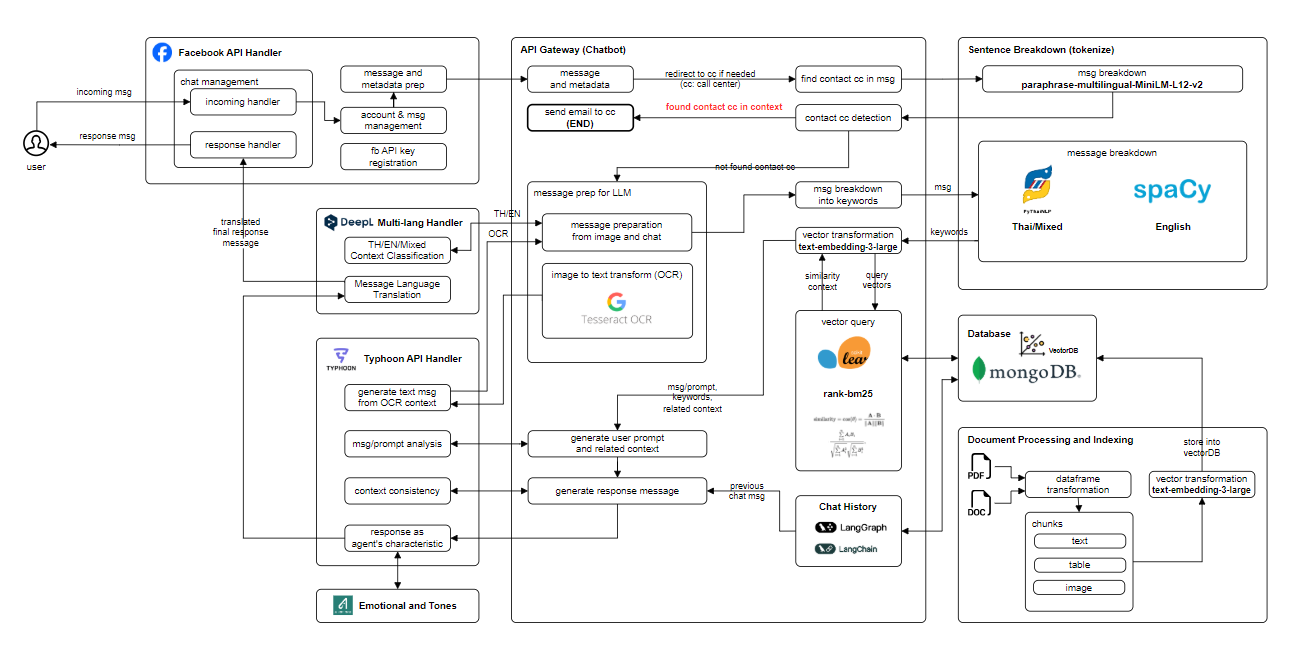 Facebook API Handler
chat management
incoming handler
response handler
message and
metadata prep
account & msg
management
fb API key
registration
incoming msg
response msg
user
translated
final response
message
DeepL Multi-lang Handler
TH/EN/Mixed
Context Classification
Message Language
Translation
TH/EN
OCR
TYPHOON
Typhoon API Handler
generate text msg
from OCR context
msg/prompt analysis
context consistency
response as
agent's characteristic
Emotional and Tones
API Gateway (Chatbot)
message
and metadata
redirect to cc if needed
(cc: call center)
find contact cc in msg
send email to cc
(END)
found contact cc in context
contact cc detection
not found contact cc
message prep for LLM
message preparation
from image and chat
image to text transform (OCR)
Tesseract OCR
msg breakdown
into keywords
msg
vector transformation
text-embedding-3-large
keywords
similarity
context
query
vectors
vector query
lear
rank-bm25
similarity = cos(θ) = A · B / ||A|| ||B||
msg/prompt,
keywords,
related context
generate user prompt
and related context
generate response message
previous
chat msg
Chat History
LangGraph
LangChain
Sentence Breakdown (tokenize)
msg breakdown
paraphrase-multilingual-MiniLM-L12-v2
message breakdown
PyThaiNLP
Thai/Mixed
spaCy
English
Database
VectorDB
mongoDB.
Document Processing and Indexing
PDF
DOC
dataframe
transformation
chunks
text
table
image
store into
vectorDB
vector transformation
text-embedding-3-large